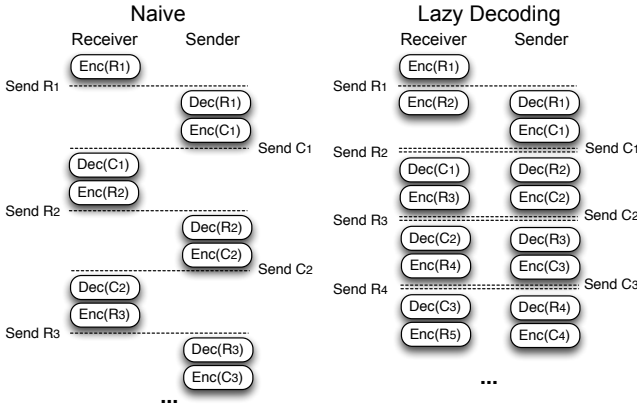 Naive
Receiver Sender
Enc(R1)
Send R1
Dec(R1)
Enc(C1)
Send C1
Dec(C1)
Enc(R2)
Send R2
Dec(R2)
Enc(C2)
Send C2
Dec(C2)
Enc(R3)
Send R3
Dec(R3)
Enc(C3)
...
Lazy Decoding
Receiver Sender
Enc(R1)
Send R1
Enc(R2) Dec(R1)
Enc(C1)
Send R2 Send C1
Dec(C1) Dec(R2)
Enc(R3) Enc(C2)
Send R3 Send C2
Dec(C2) Dec(R3)
Enc(R4) Enc(C3)
Send R4 Send C3
Dec(C3) Dec(R4)
Enc(R5) Enc(C4)
...